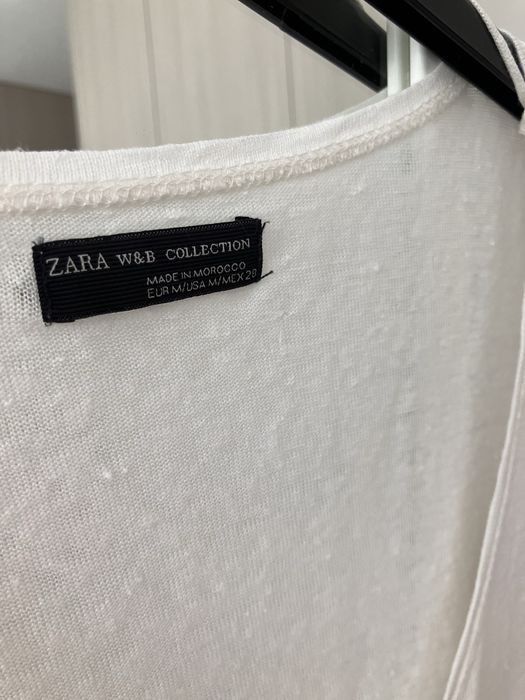 ZARA W&B COLLECTION
MADE IN MOROCCO
EUR M/USA M/MEX 28